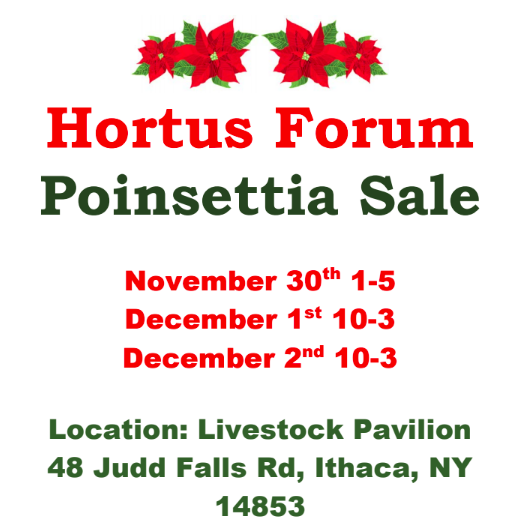 Hortus Forum
Poinsettia Sale
November 30th 1-5
December 1st 10-3
December 2nd 10-3
Location: Livestock Pavilion
48 Judd Falls Rd, Ithaca, NY
14853